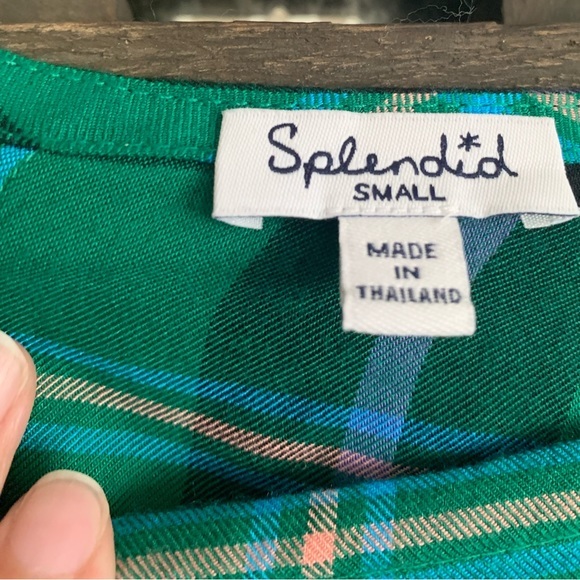 Splendid
SMALL
MADE
IN
THAILAND